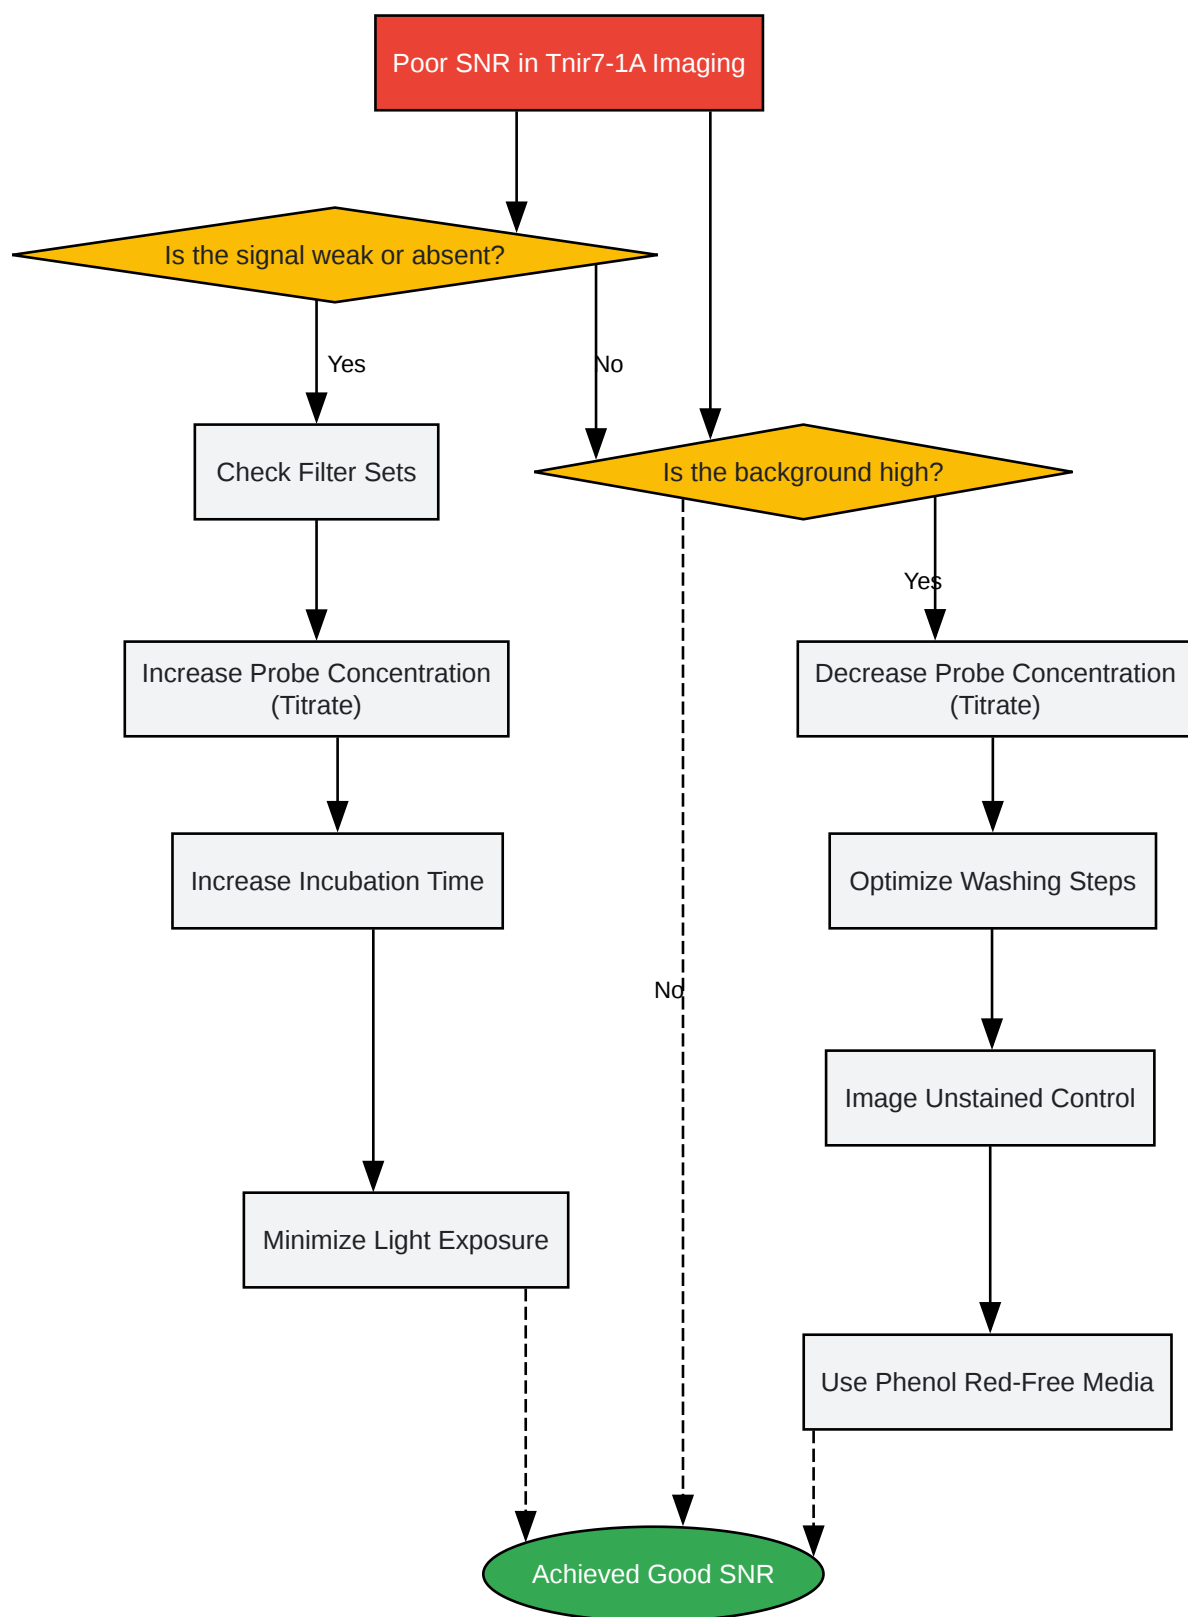 Poor SNR in Tnir7-1A Imaging
Is the signal weak or absent?
Yes
No
Check Filter Sets
Is the background high?
Yes
Increase Probe Concentration
(Titrate)
Decrease Probe Concentration
(Titrate)
Increase Incubation Time
Optimize Washing Steps
No
Image Unstained Control
Minimize Light Exposure
Use Phenol Red-Free Media
Achieved Good SNR